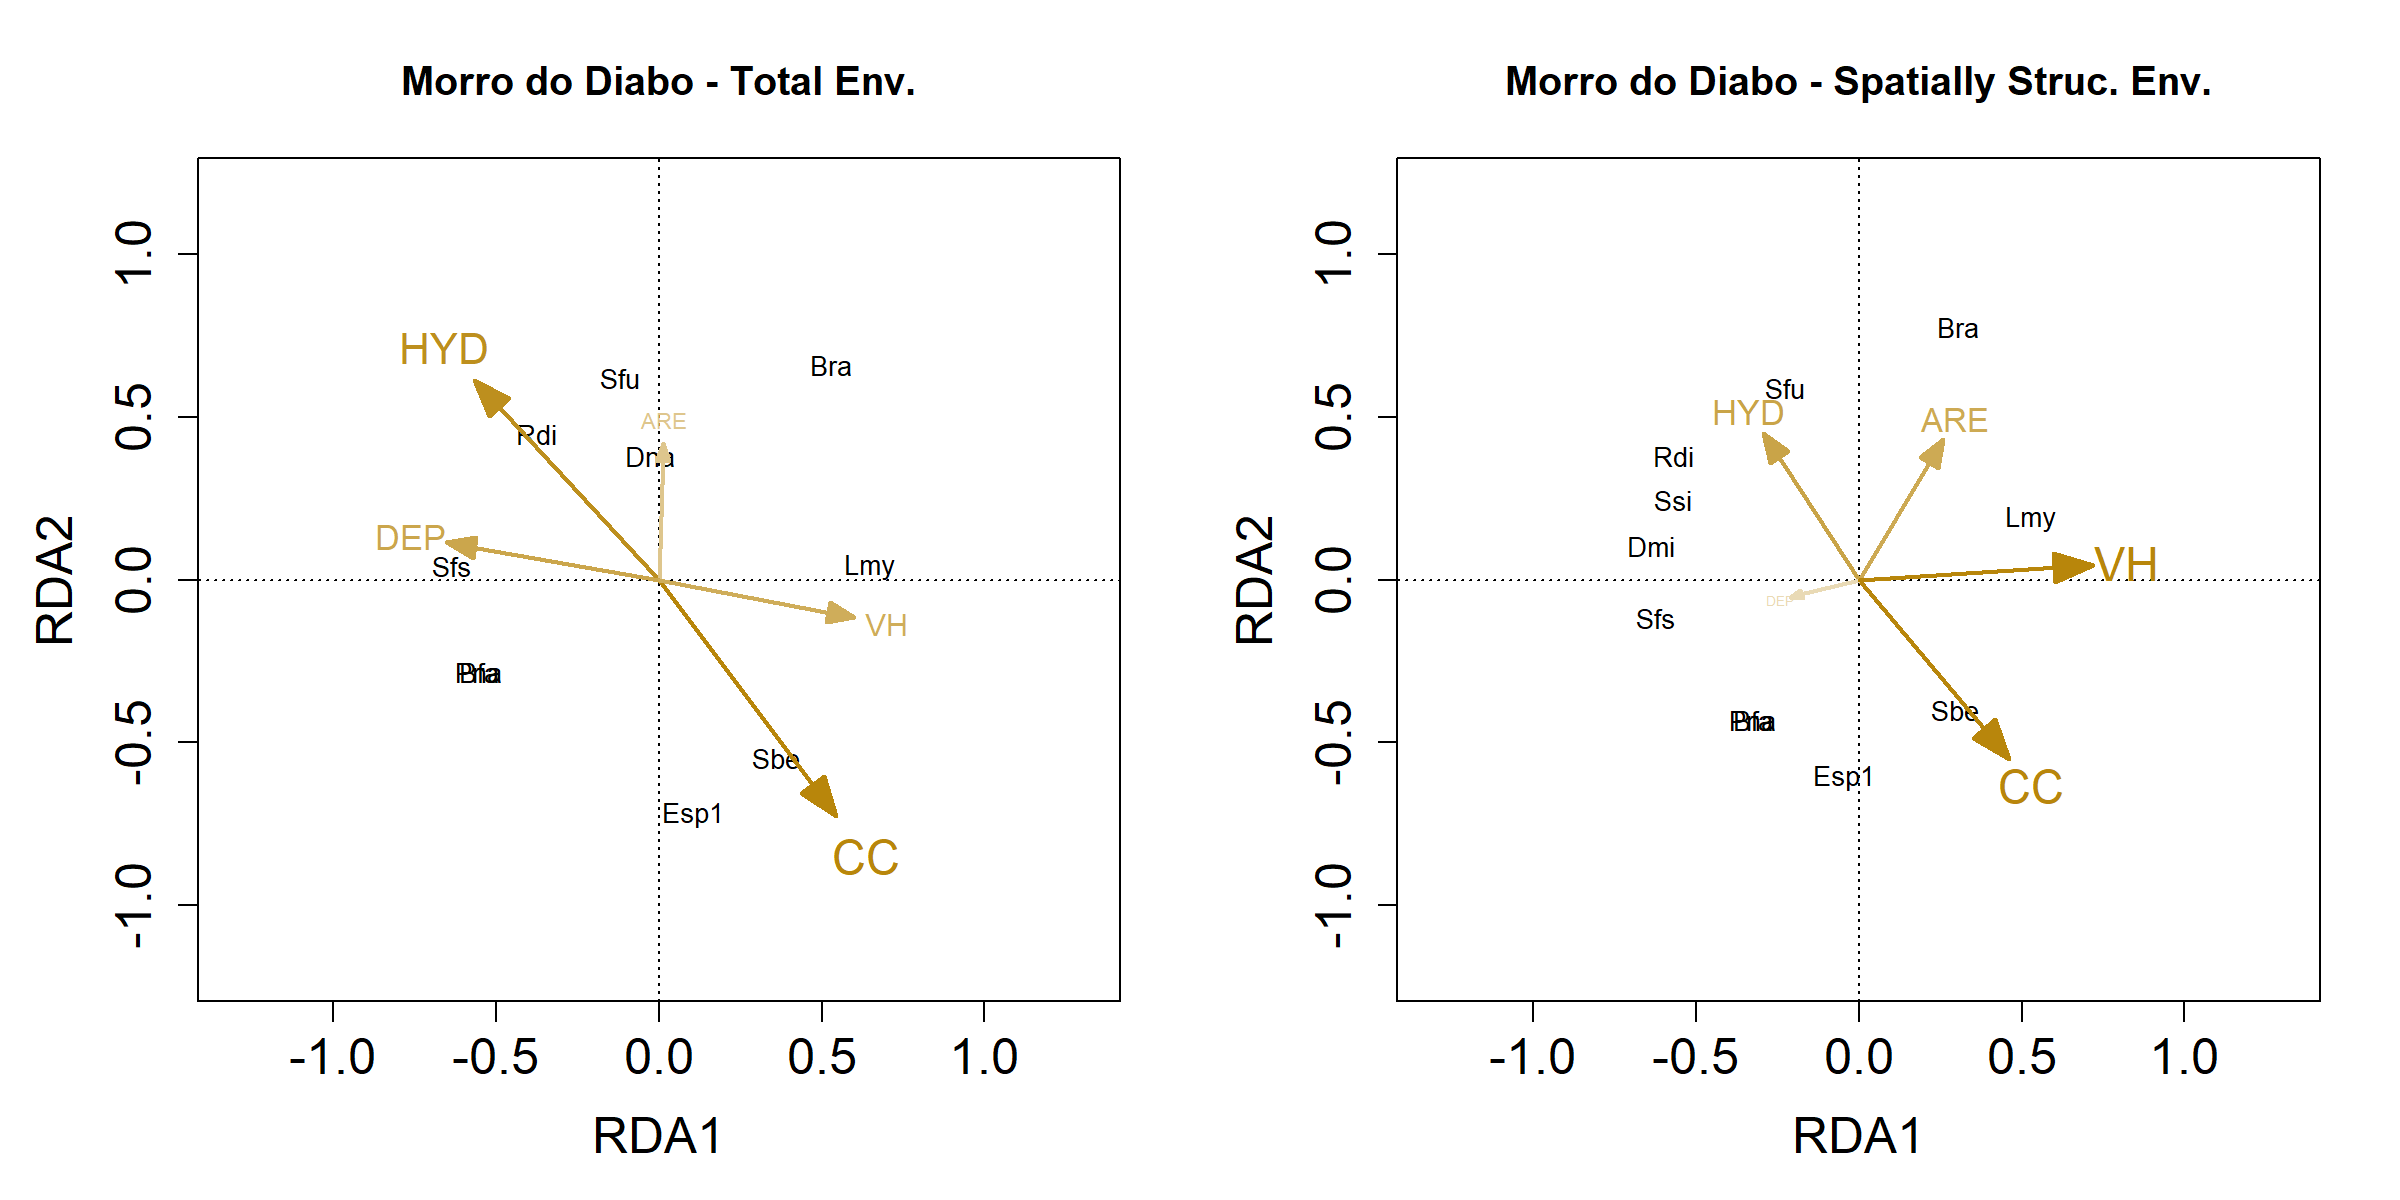 Morro do Diabo - Total Env.
RDA2
1.0
0.5
0.0
-0.5
-1.0
HYD
Sfu
Bra
ARE
Rdi
Dna
DEP
Sfs
Lmy
VH
Bfa
Sbe
Esp1
CC
-1.0 -0.5 0.0 0.5 1.0
RDA1
Morro do Diabo - Spatially Struc. Env.
RDA2
1.0
0.5
0.0
-0.5
-1.0
Bra
Sfu
HYD
ARE
Rdi
Ssi
Lmy
Dmi
VH
DEP
Sfs
Sbe
Bfa
Esp1
CC
-1.0 -0.5 0.0 0.5 1.0
RDA1